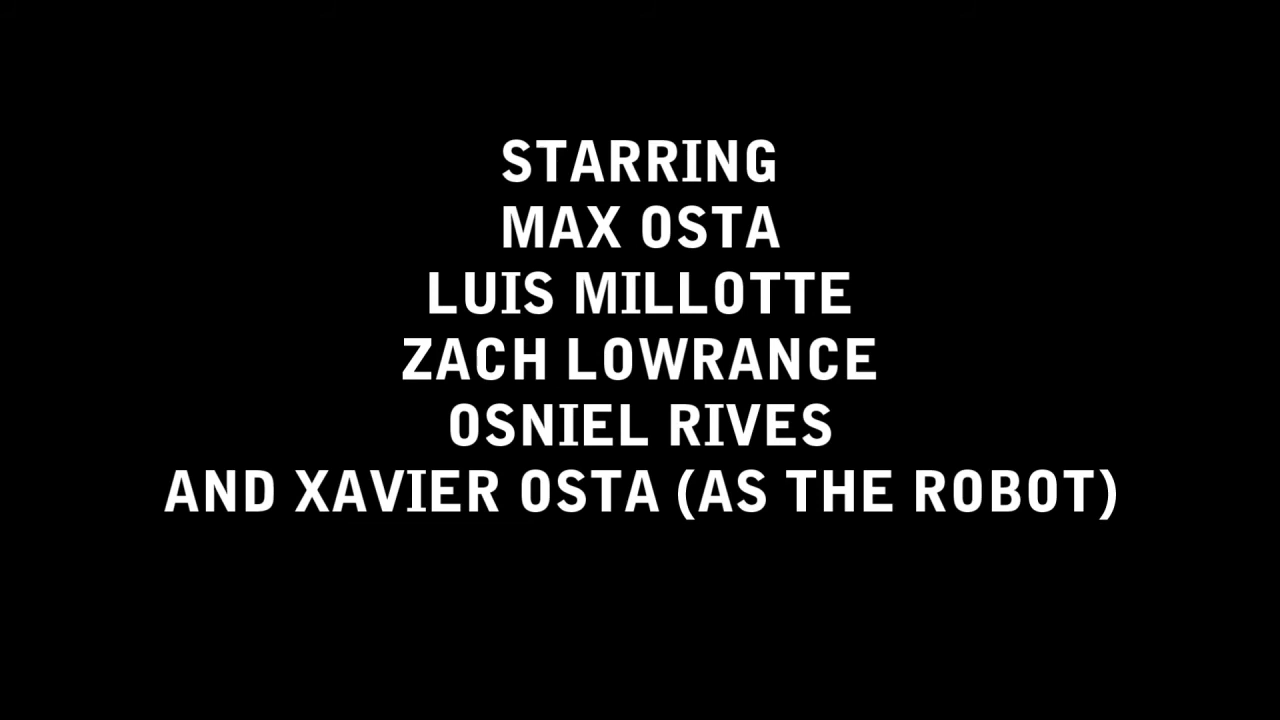 STARRING
MAX OSTA
LUIS MILLOTTE
ZACH LOWRANCE
OSNIEL RIVES
AND XAVIER OSTA (AS THE ROBOT)